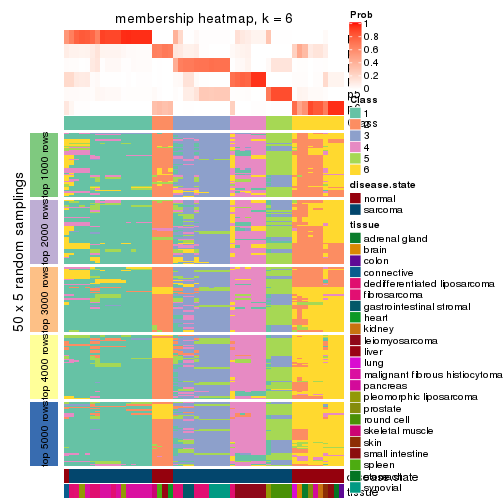 membership heatmap, k = 6
50 x 5 random samplings
top 1000 rows
top 2000 rows
top 3000 rows
top 4000 rows
top 5000 rows
Prob
1
0.8
0.6
0.4
0.2
0
Class
1
2
3
4
5
6
disease.state
normal
sarcoma
tissue
adrenal gland
brain
colon
connective
dedifferentiated liposarcoma
fibrosarcoma
gastrointestinal stromal
heart
kidney
leiomyosarcoma
liver
lung
malignant fibrous histiocytoma
pancreas
pleomorphic liposarcoma
prostate
round cell
skeletal muscle
skin
small intestine
spleen
synovial
disease.state
tissue